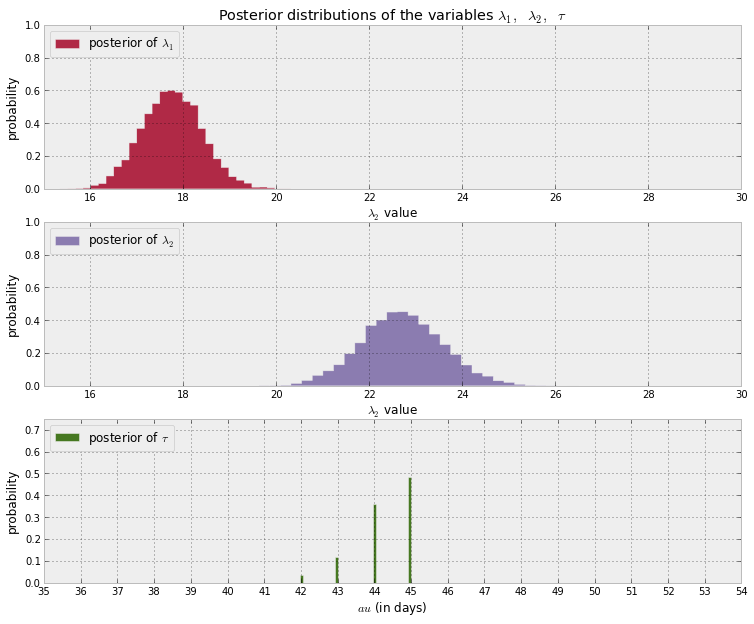 Posterior distributions of the variables λ₁, λ₂, τ
1.0
0.8
0.6
0.4
0.2
0.0
probability
posterior of λ₁
16 18 20 22 24 26 28 30
λ₂ value
1.0
0.8
0.6
0.4
0.2
0.0
probability
posterior of λ₂
16 18 20 22 24 26 28 30
λ₂ value
0.7
0.6
0.5
0.4
0.3
0.2
0.1
0.0
probability
posterior of τ
35 36 37 38 39 40 41 42 43 44 45 46 47 48 49 50 51 52 53 54
au (in days)